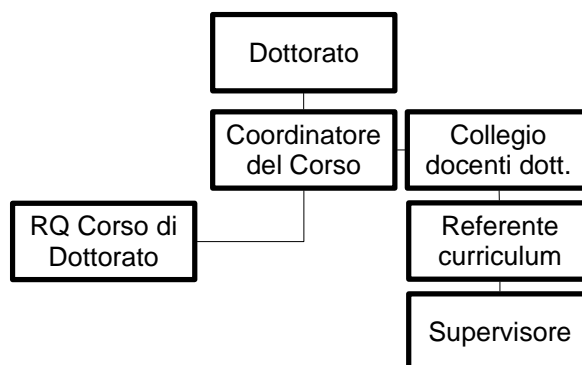 Dottorato
Coordinatore
del Corso
Collegio
docenti dott.
RQ Corso di
Dottorato
Referente
curriculum
Supervisore